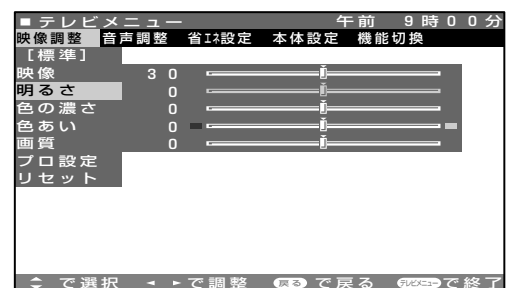 ■テレビメニュー 午前 9時00分
映像調整 音声調整 省エネ設定 本体設定 機能切換
[標準]
映像 30
明るさ 0
色の濃さ 0
色あい 0
画質 0
プロ設定
リセット
で選択 で調整 戻る で戻る テレビメニュー で終了